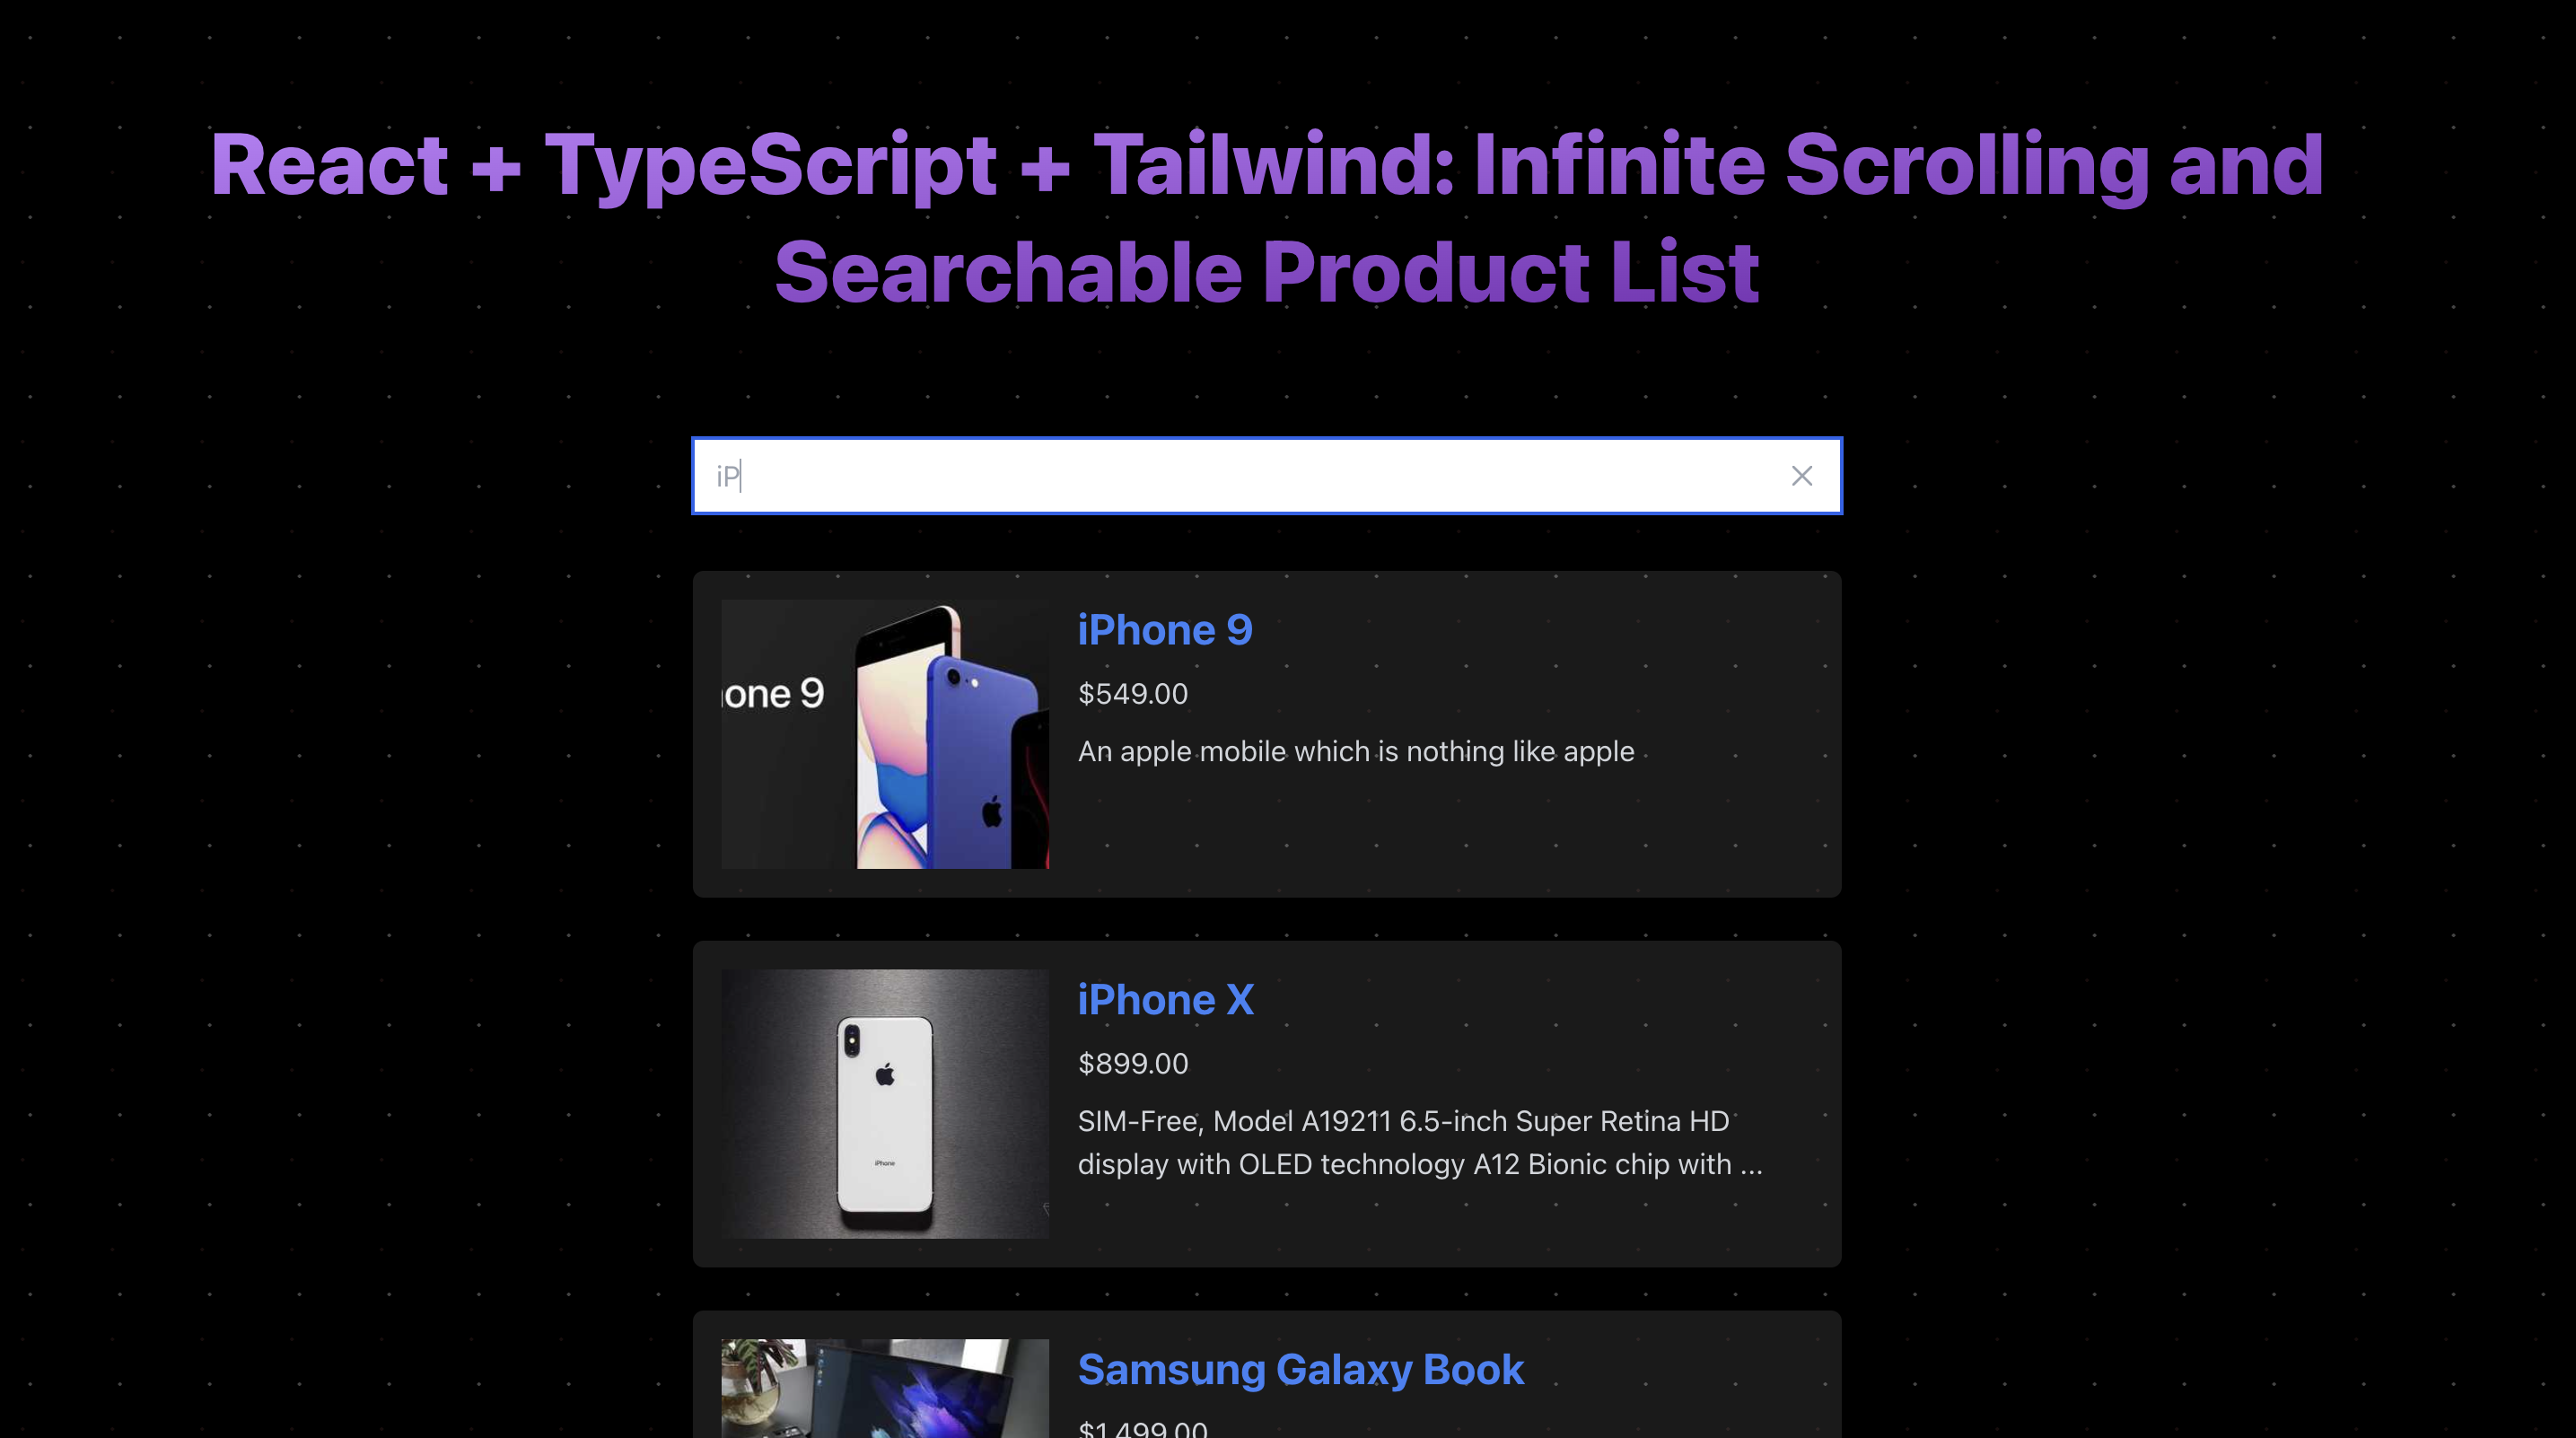 React + TypeScript + Tailwind: Infinite Scrolling and
Searchable Product List
iP
iPhone 9
one 9
$549.00
An apple mobile which is nothing like apple
iPhone X
$899.00
SIM-Free, Model A19211 6.5-inch Super Retina HD
display with OLED technology A12 Bionic chip with ...
iPhone
Samsung Galaxy Book
$1,499.00